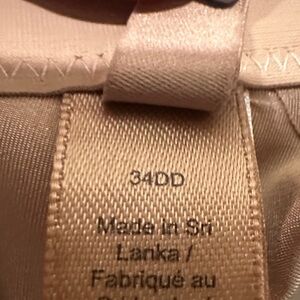 34DD
Made in Sri
Lanka /
Fabriqué au